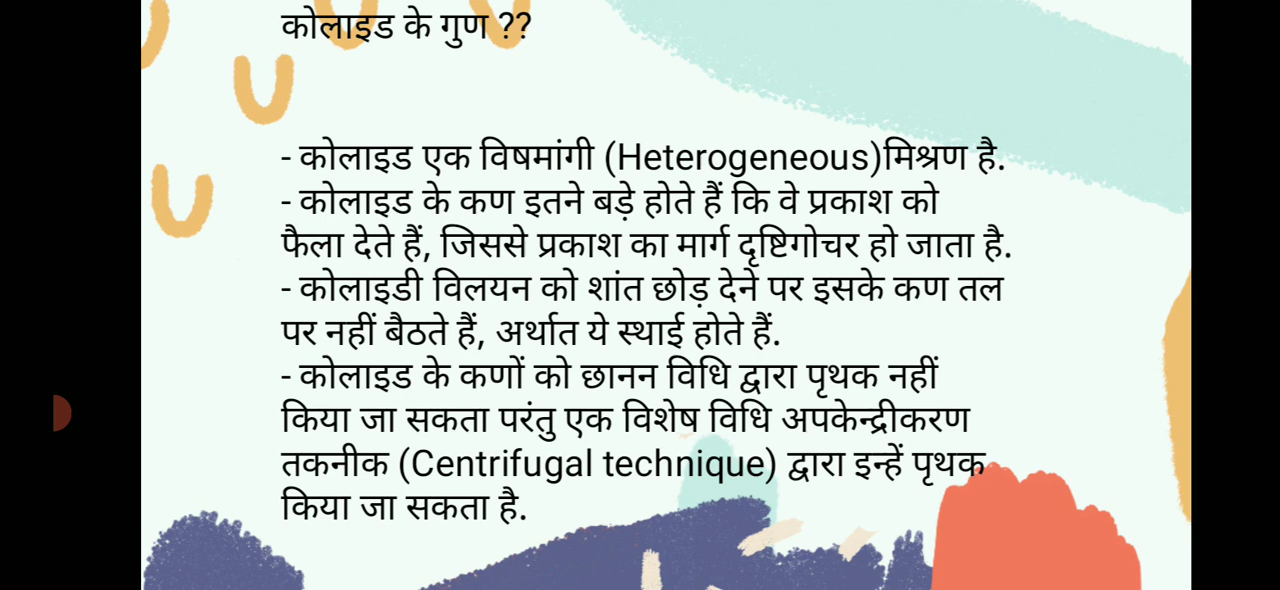 कोलाइड के गुण ??
- कोलाइड एक विषमांगी (Heterogeneous)मिश्रण है.
- कोलाइड के कण इतने बड़े होते हैं कि वे प्रकाश को
फैला देते हैं, जिससे प्रकाश का मार्ग दृष्टिगोचर हो जाता है.
- कोलाइडी विलयन को शांत छोड़ देने पर इसके कण तल
पर नहीं बैठते हैं, अर्थात ये स्थाई होते हैं.
- कोलाइड के कणों को छानन विधि द्वारा पृथक नहीं
किया जा सकता परंतु एक विशेष विधि अपकेन्द्रीकरण
तकनीक (Centrifugal technique) द्वारा इन्हें पृथक
किया जा सकता है.